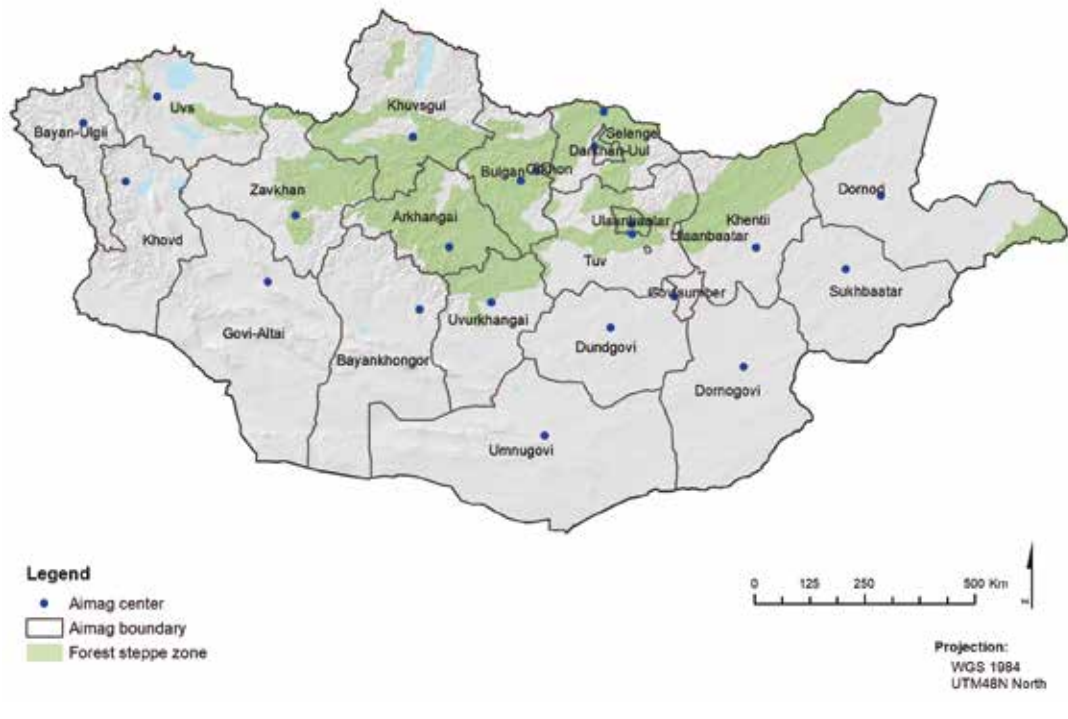 Khuvsgul
Uvs
Bayan-Ulgii
Selenge
Darkhan-Uul
Bulgan
Zavkhan
Dornod
Arkhangai
Ulaanbaatar
Khentii
Ulaanbaatar
Khovd
Tuv
Sukhbaatar
Govisumber
Uvurkhangai
Govi-Altai
Dundgovi
Bayankhongor
Dornogovi
Umnugovi
Legend
Aimag center
Aimag boundary
Forest steppe zone
0 125 250 500 Km
Projection:
WGS 1984
UTM48N North